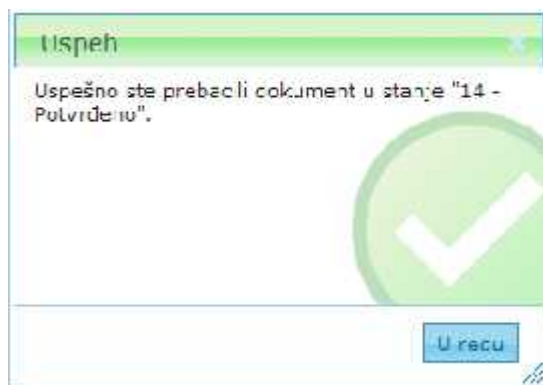 Uspeh
Uspešno ste prebacili dokument u stanje "14 -
Potvrđeno".
U redu